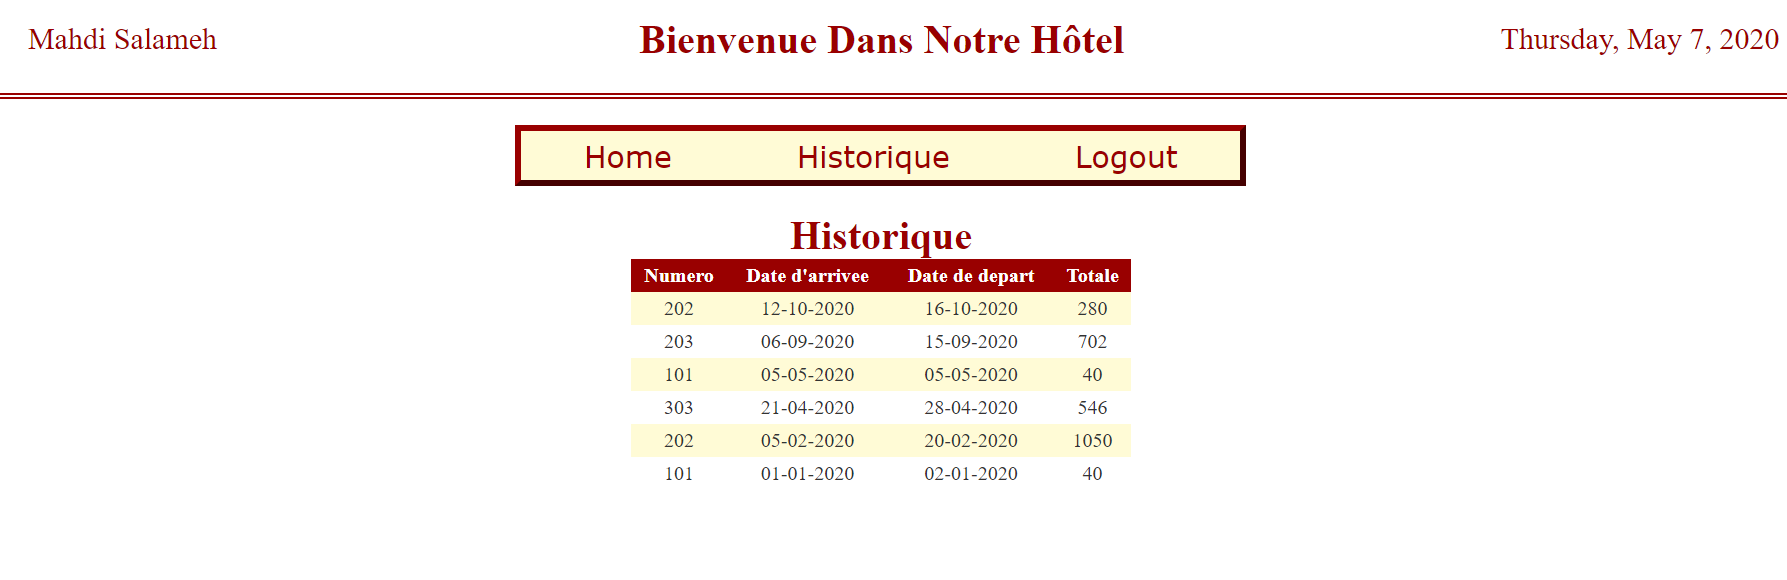 Mahdi Salameh Bienvenue Dans Notre Hôtel Thursday, May 7, 2020
Home Historique Logout
Historique
Numero Date d'arrivee Date de depart Totale
202 12-10-2020 16-10-2020 280
203 06-09-2020 15-09-2020 702
101 05-05-2020 05-05-2020 40
303 21-04-2020 28-04-2020 546
202 05-02-2020 20-02-2020 1050
101 01-01-2020 02-01-2020 40